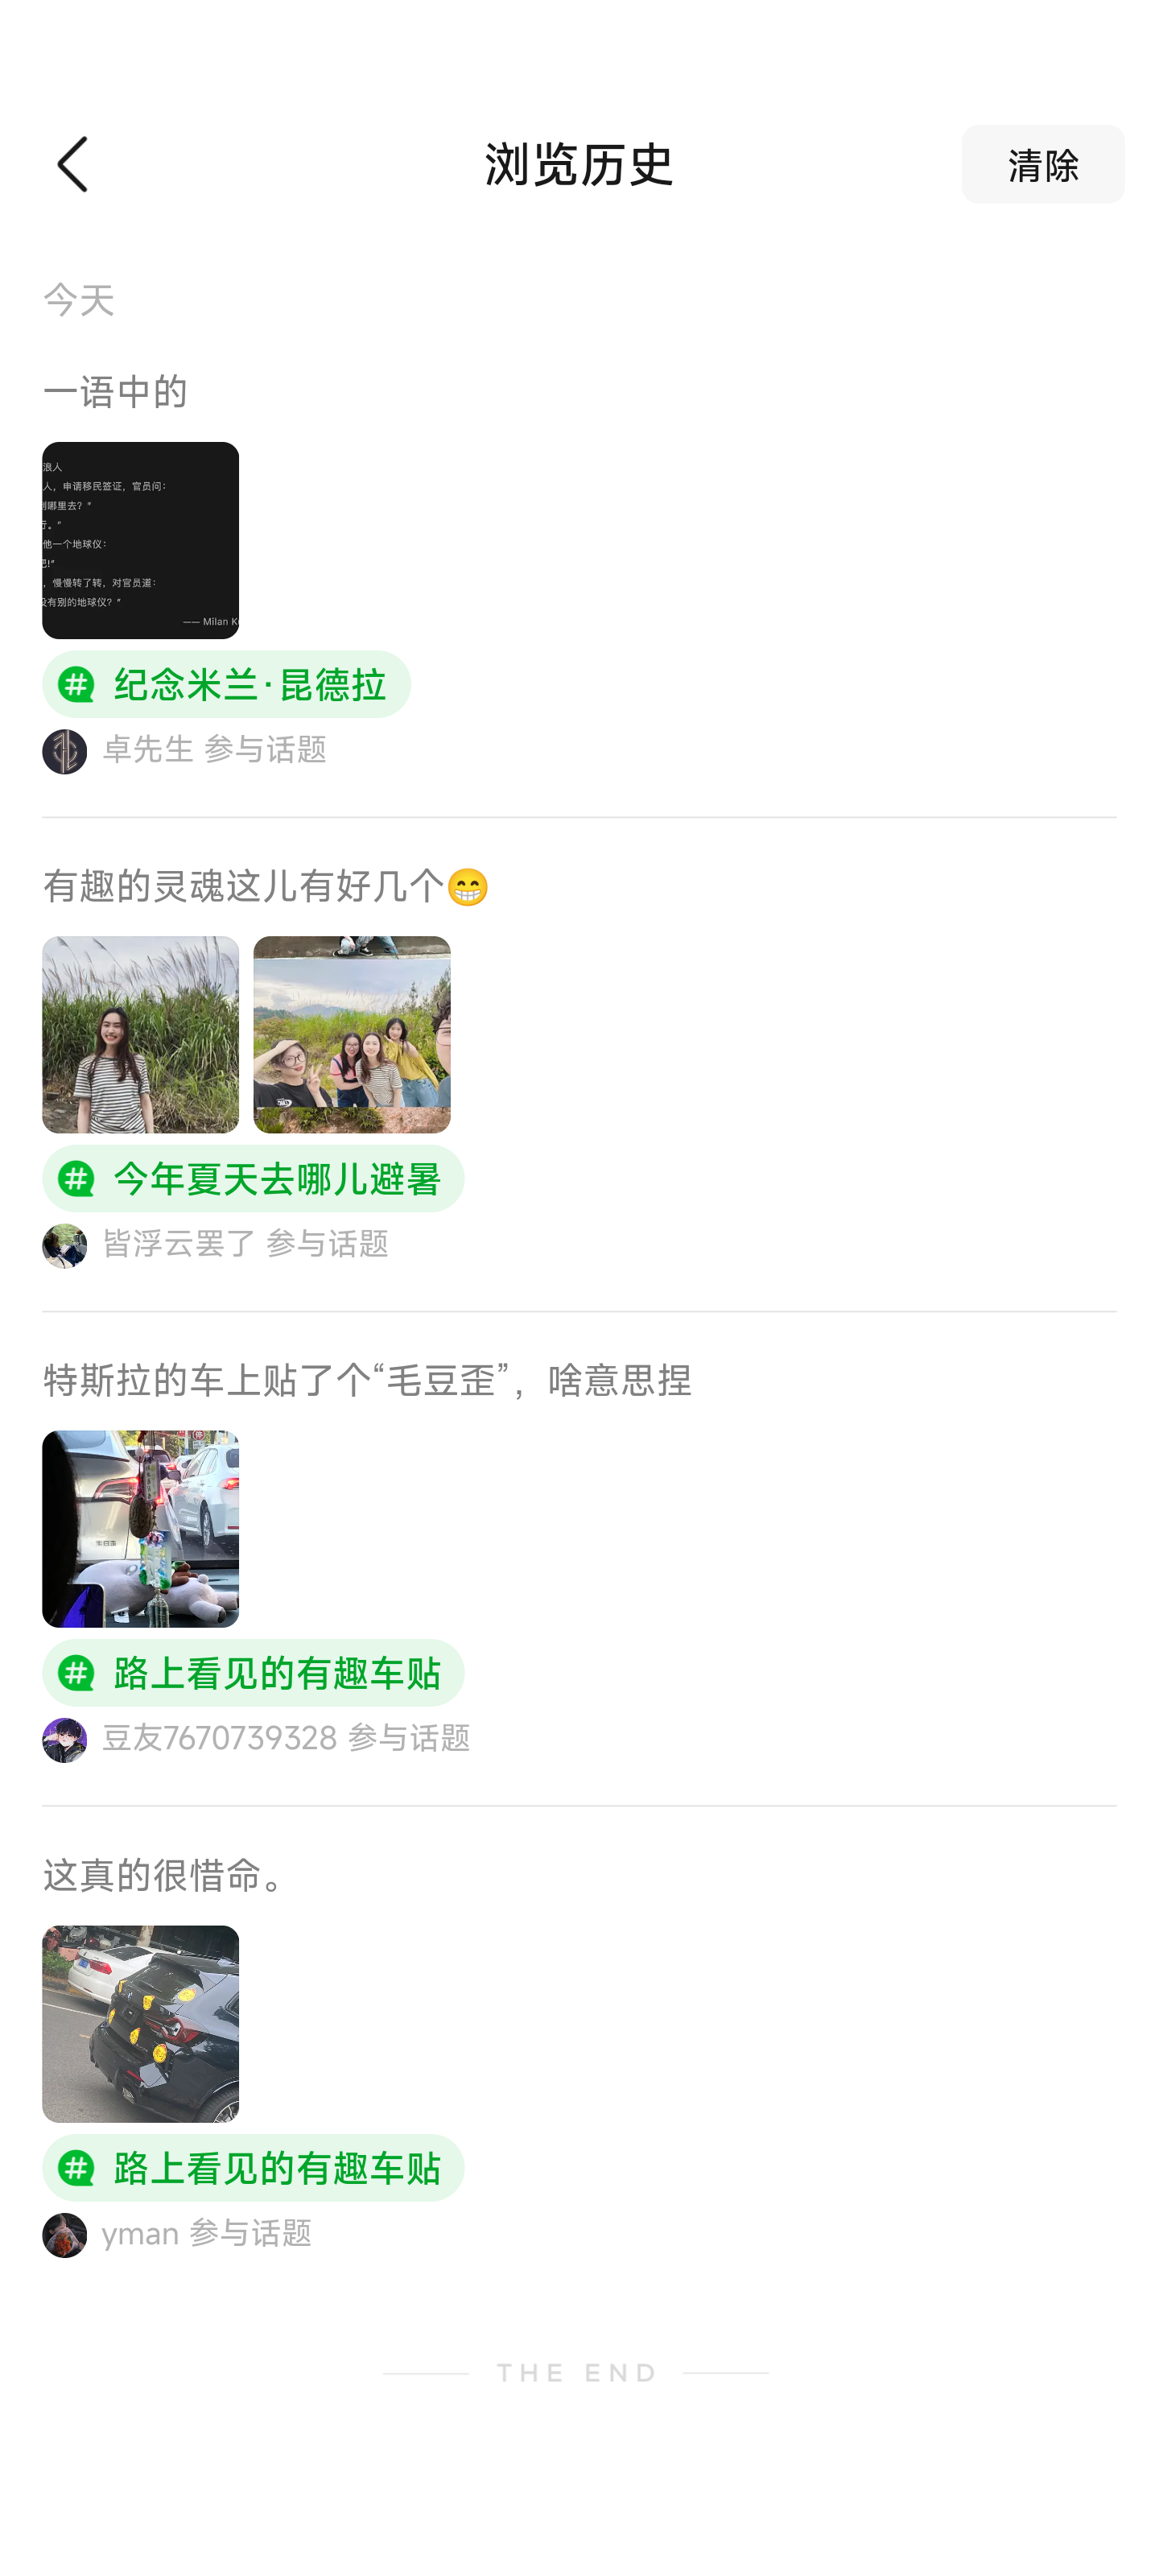 浏览历史
清除
今天
一语中的
浪人
人，申请移民签证，官员问：
哪里去？”
。”
他一个地球仪：
!”
，慢慢转了转，对官员道：
没有别的地球仪？”
—— Milan K
# 纪念米兰·昆德拉
卓先生 参与话题
有趣的灵魂这儿有好几个😁
# 今年夏天去哪儿避暑
皆浮云罢了 参与话题
特斯拉的车上贴了个“毛豆歪”，啥意思捏
# 路上看见的有趣车贴
豆友7670739328 参与话题
这真的很惜命。
# 路上看见的有趣车贴
yman 参与话题
THE END